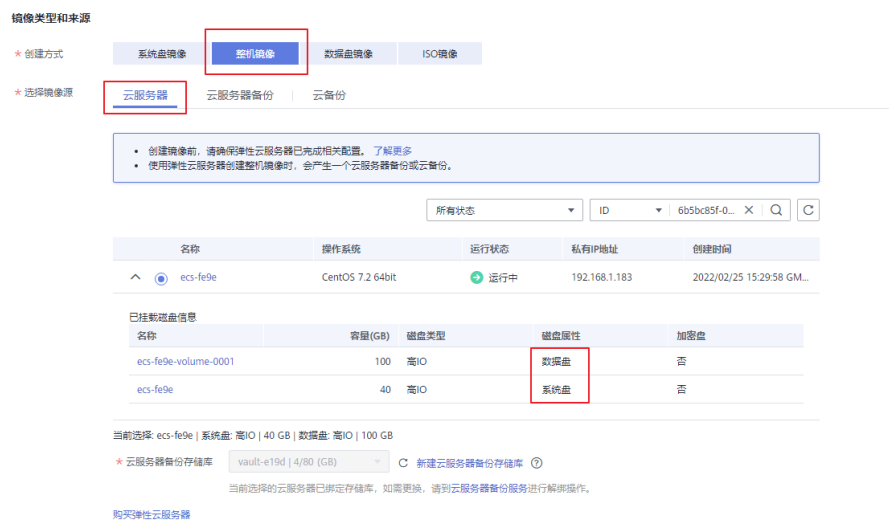 镜像类型和来源
* 创建方式 系统盘镜像 整机镜像 数据盘镜像 ISO镜像
* 选择镜像源 云服务器 云服务器备份 云备份
• 创建镜像前，请确保弹性云服务器已完成相关配置。 了解更多
• 使用弹性云服务器创建整机镜像时，会产生一个云服务器备份或云备份。
所有状态 ID 6b5bc85f-0...
名称 操作系统 运行状态 私有IP地址 创建时间
ecs-fe9e CentOS 7.2 64bit 运行中 192.168.1.183 2022/02/25 15:29:58 GM...
已挂载磁盘信息
名称 容量(GB) 磁盘类型 磁盘属性 加密盘
ecs-fe9e-volume-0001 100 高IO 数据盘 否
ecs-fe9e 40 高IO 系统盘 否
当前选择: ecs-fe9e | 系统盘: 高IO | 40 GB | 数据盘: 高IO | 100 GB
* 云服务器备份存储库 vault-e19d | 4/80 (GB) 新建云服务器备份存储库
当前选择的云服务器已绑定存储库，如需更换，请到云服务器备份服务进行解绑操作。
购买弹性云服务器